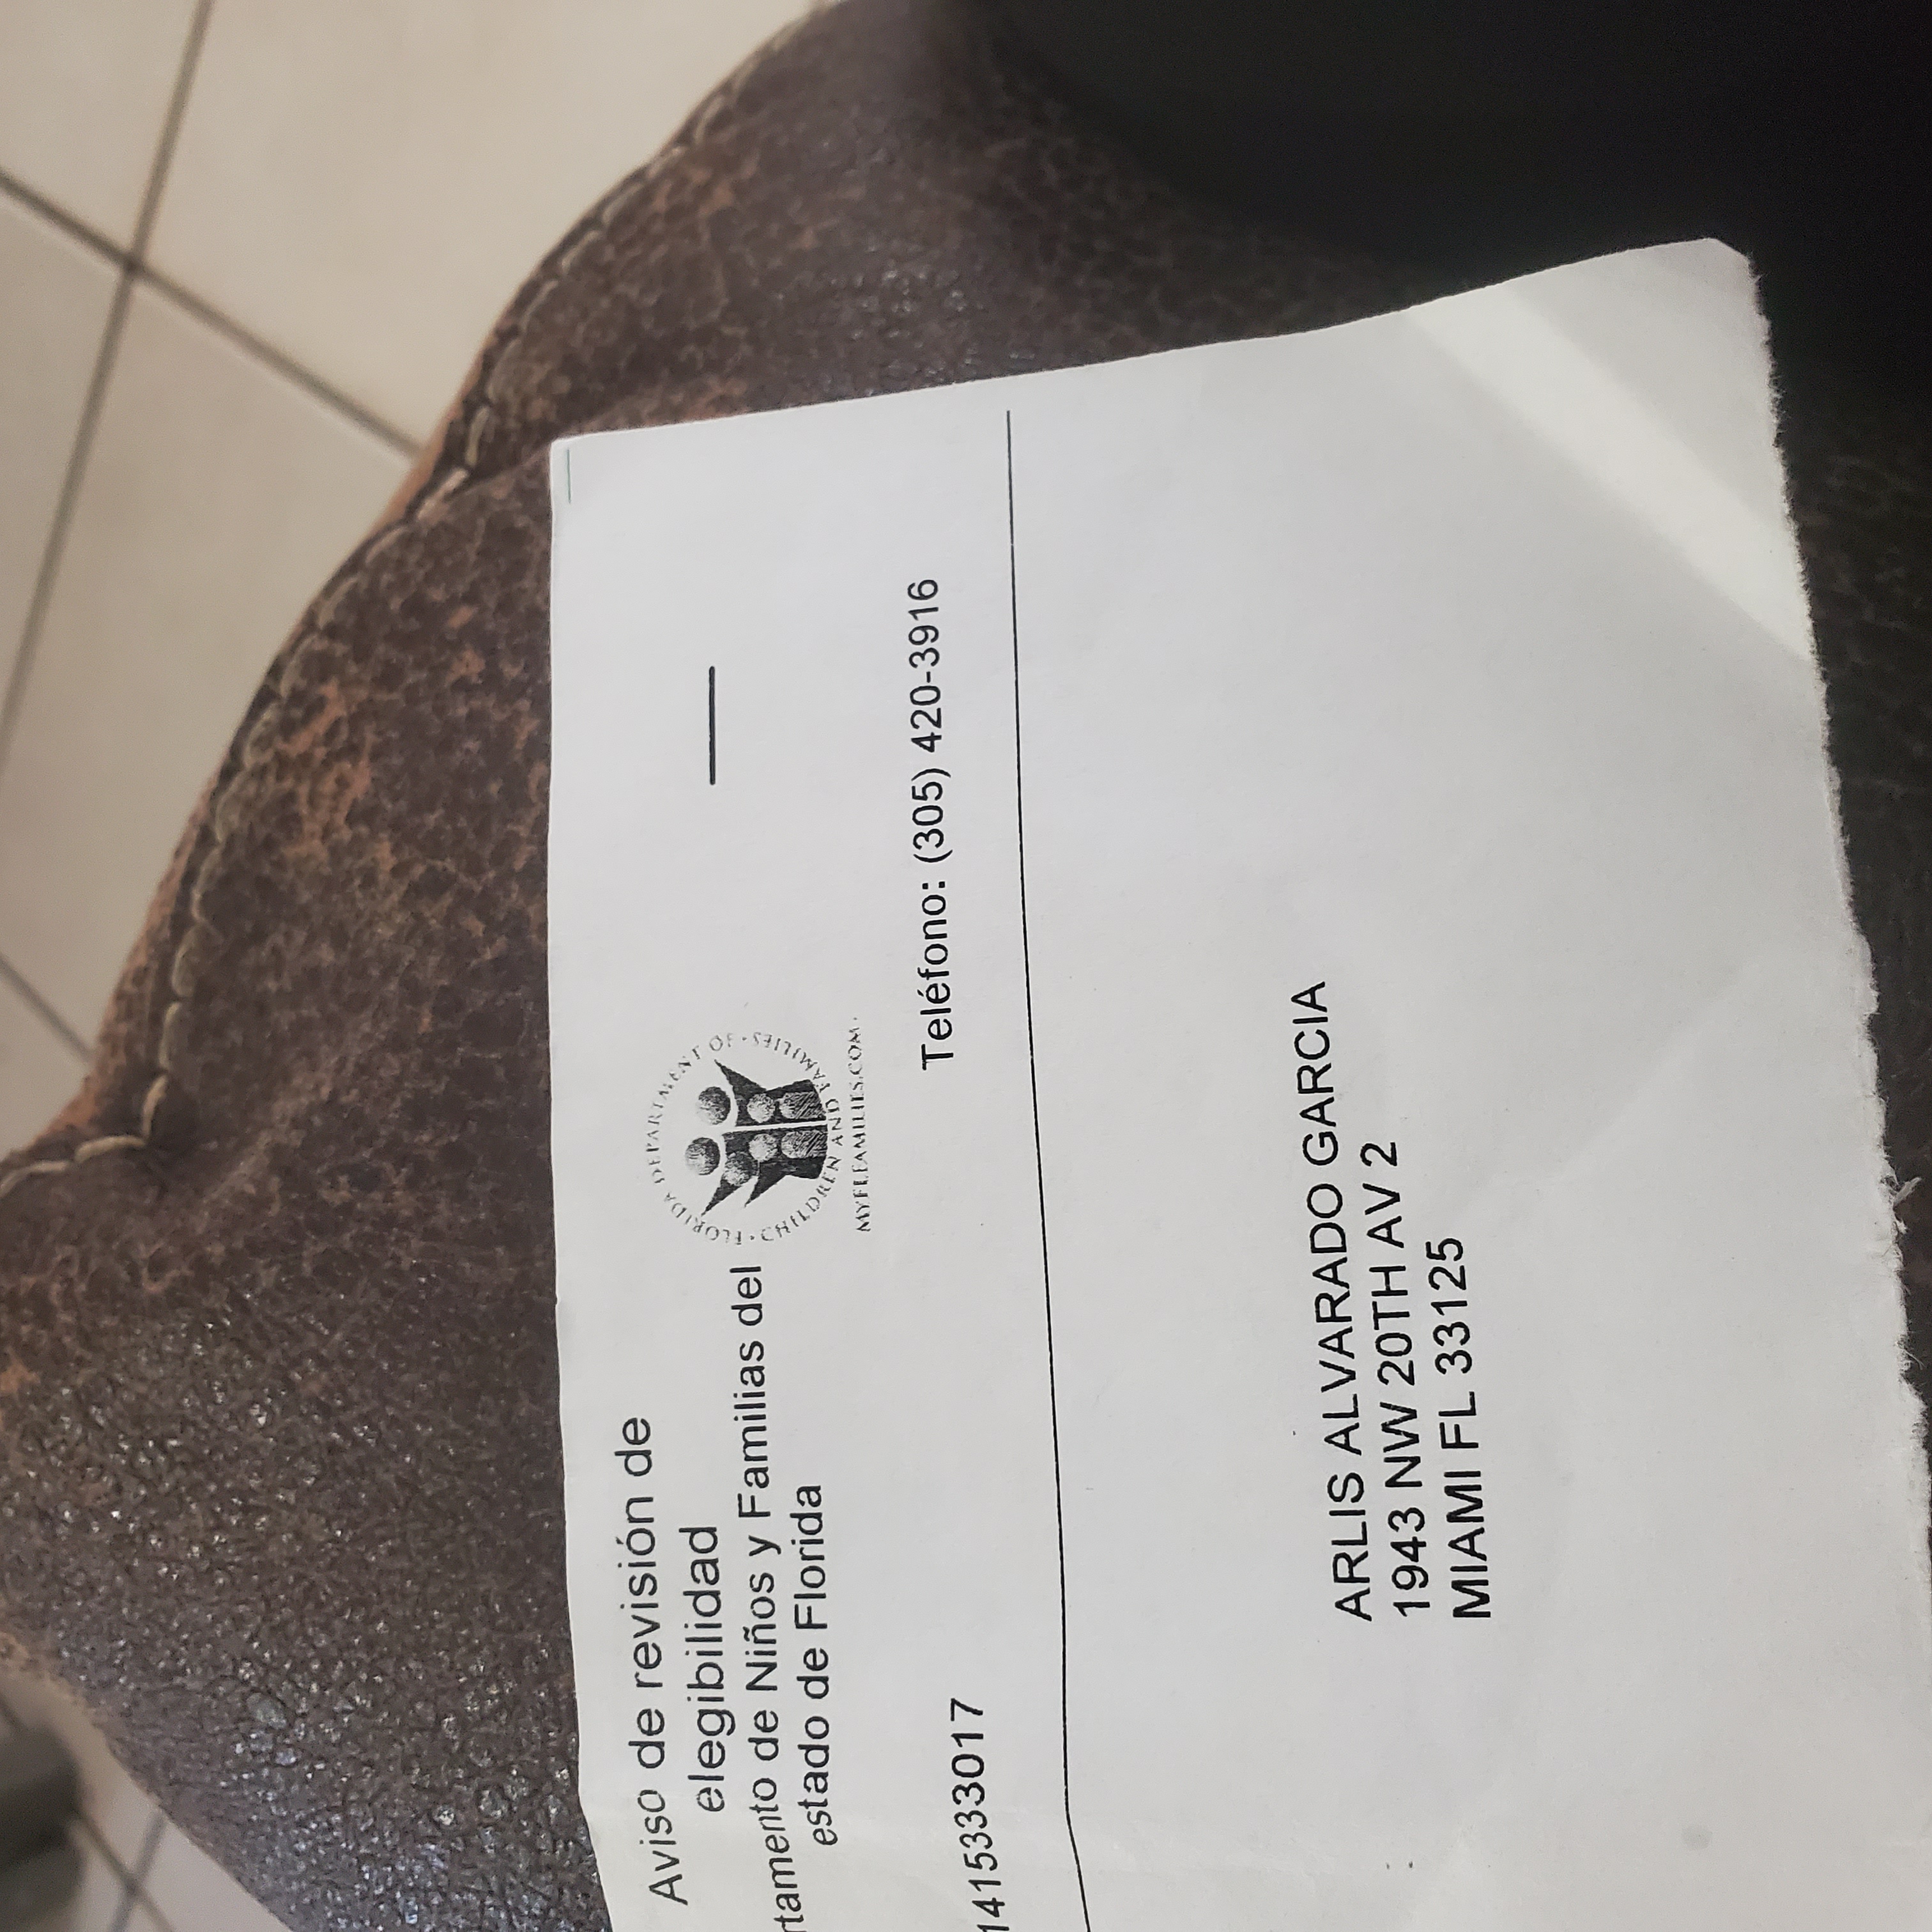 Aviso de revisión de
elegibilidad
rtamento de Niños y Familias del
estado de Florida
FLORIDA DEPARTMENT OF
CHILDREN AND FAMILIES
MYFLFAMILIES.COM
1415333017
Teléfono: (305) 420-3916
ARLIS ALVARADO GARCIA
1943 NW 20TH AV 2
MIAMI FL 33125